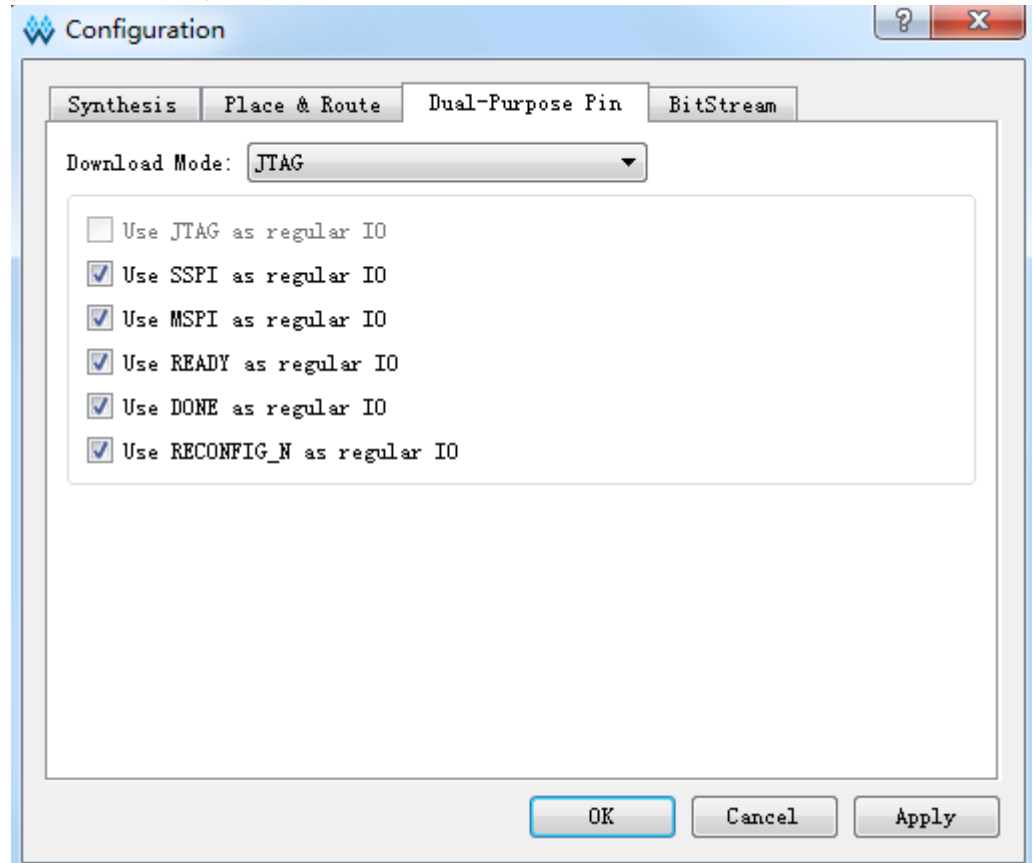 Configuration
Synthesis Place & Route Dual-Purpose Pin BitStream
Download Mode: JTAG
Use JTAG as regular IO
Use SSPI as regular IO
Use MSPI as regular IO
Use READY as regular IO
Use DONE as regular IO
Use RECONFIG_N as regular IO
OK Cancel Apply